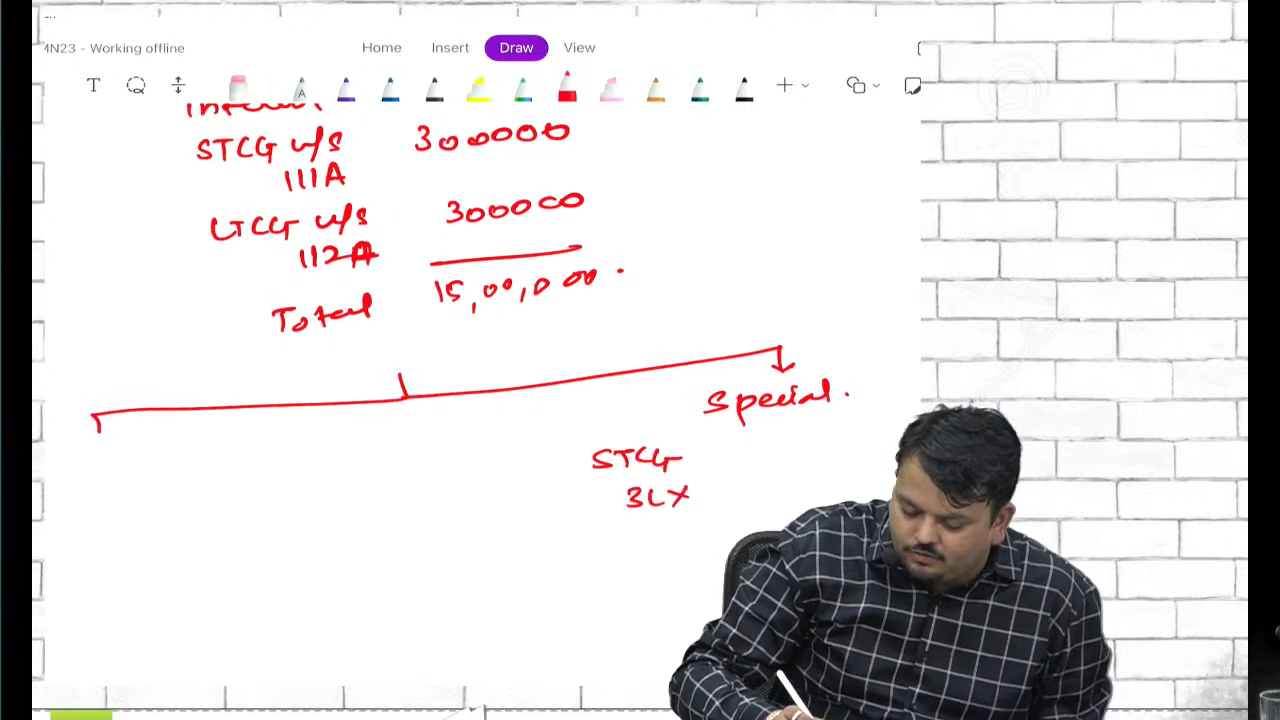 MN23 - Working offline
Home Insert Draw View
STCG u/s 300000
111A
LTCG u/s 300000
112A
Total 15,00,000.
Special.
STCG
3L X